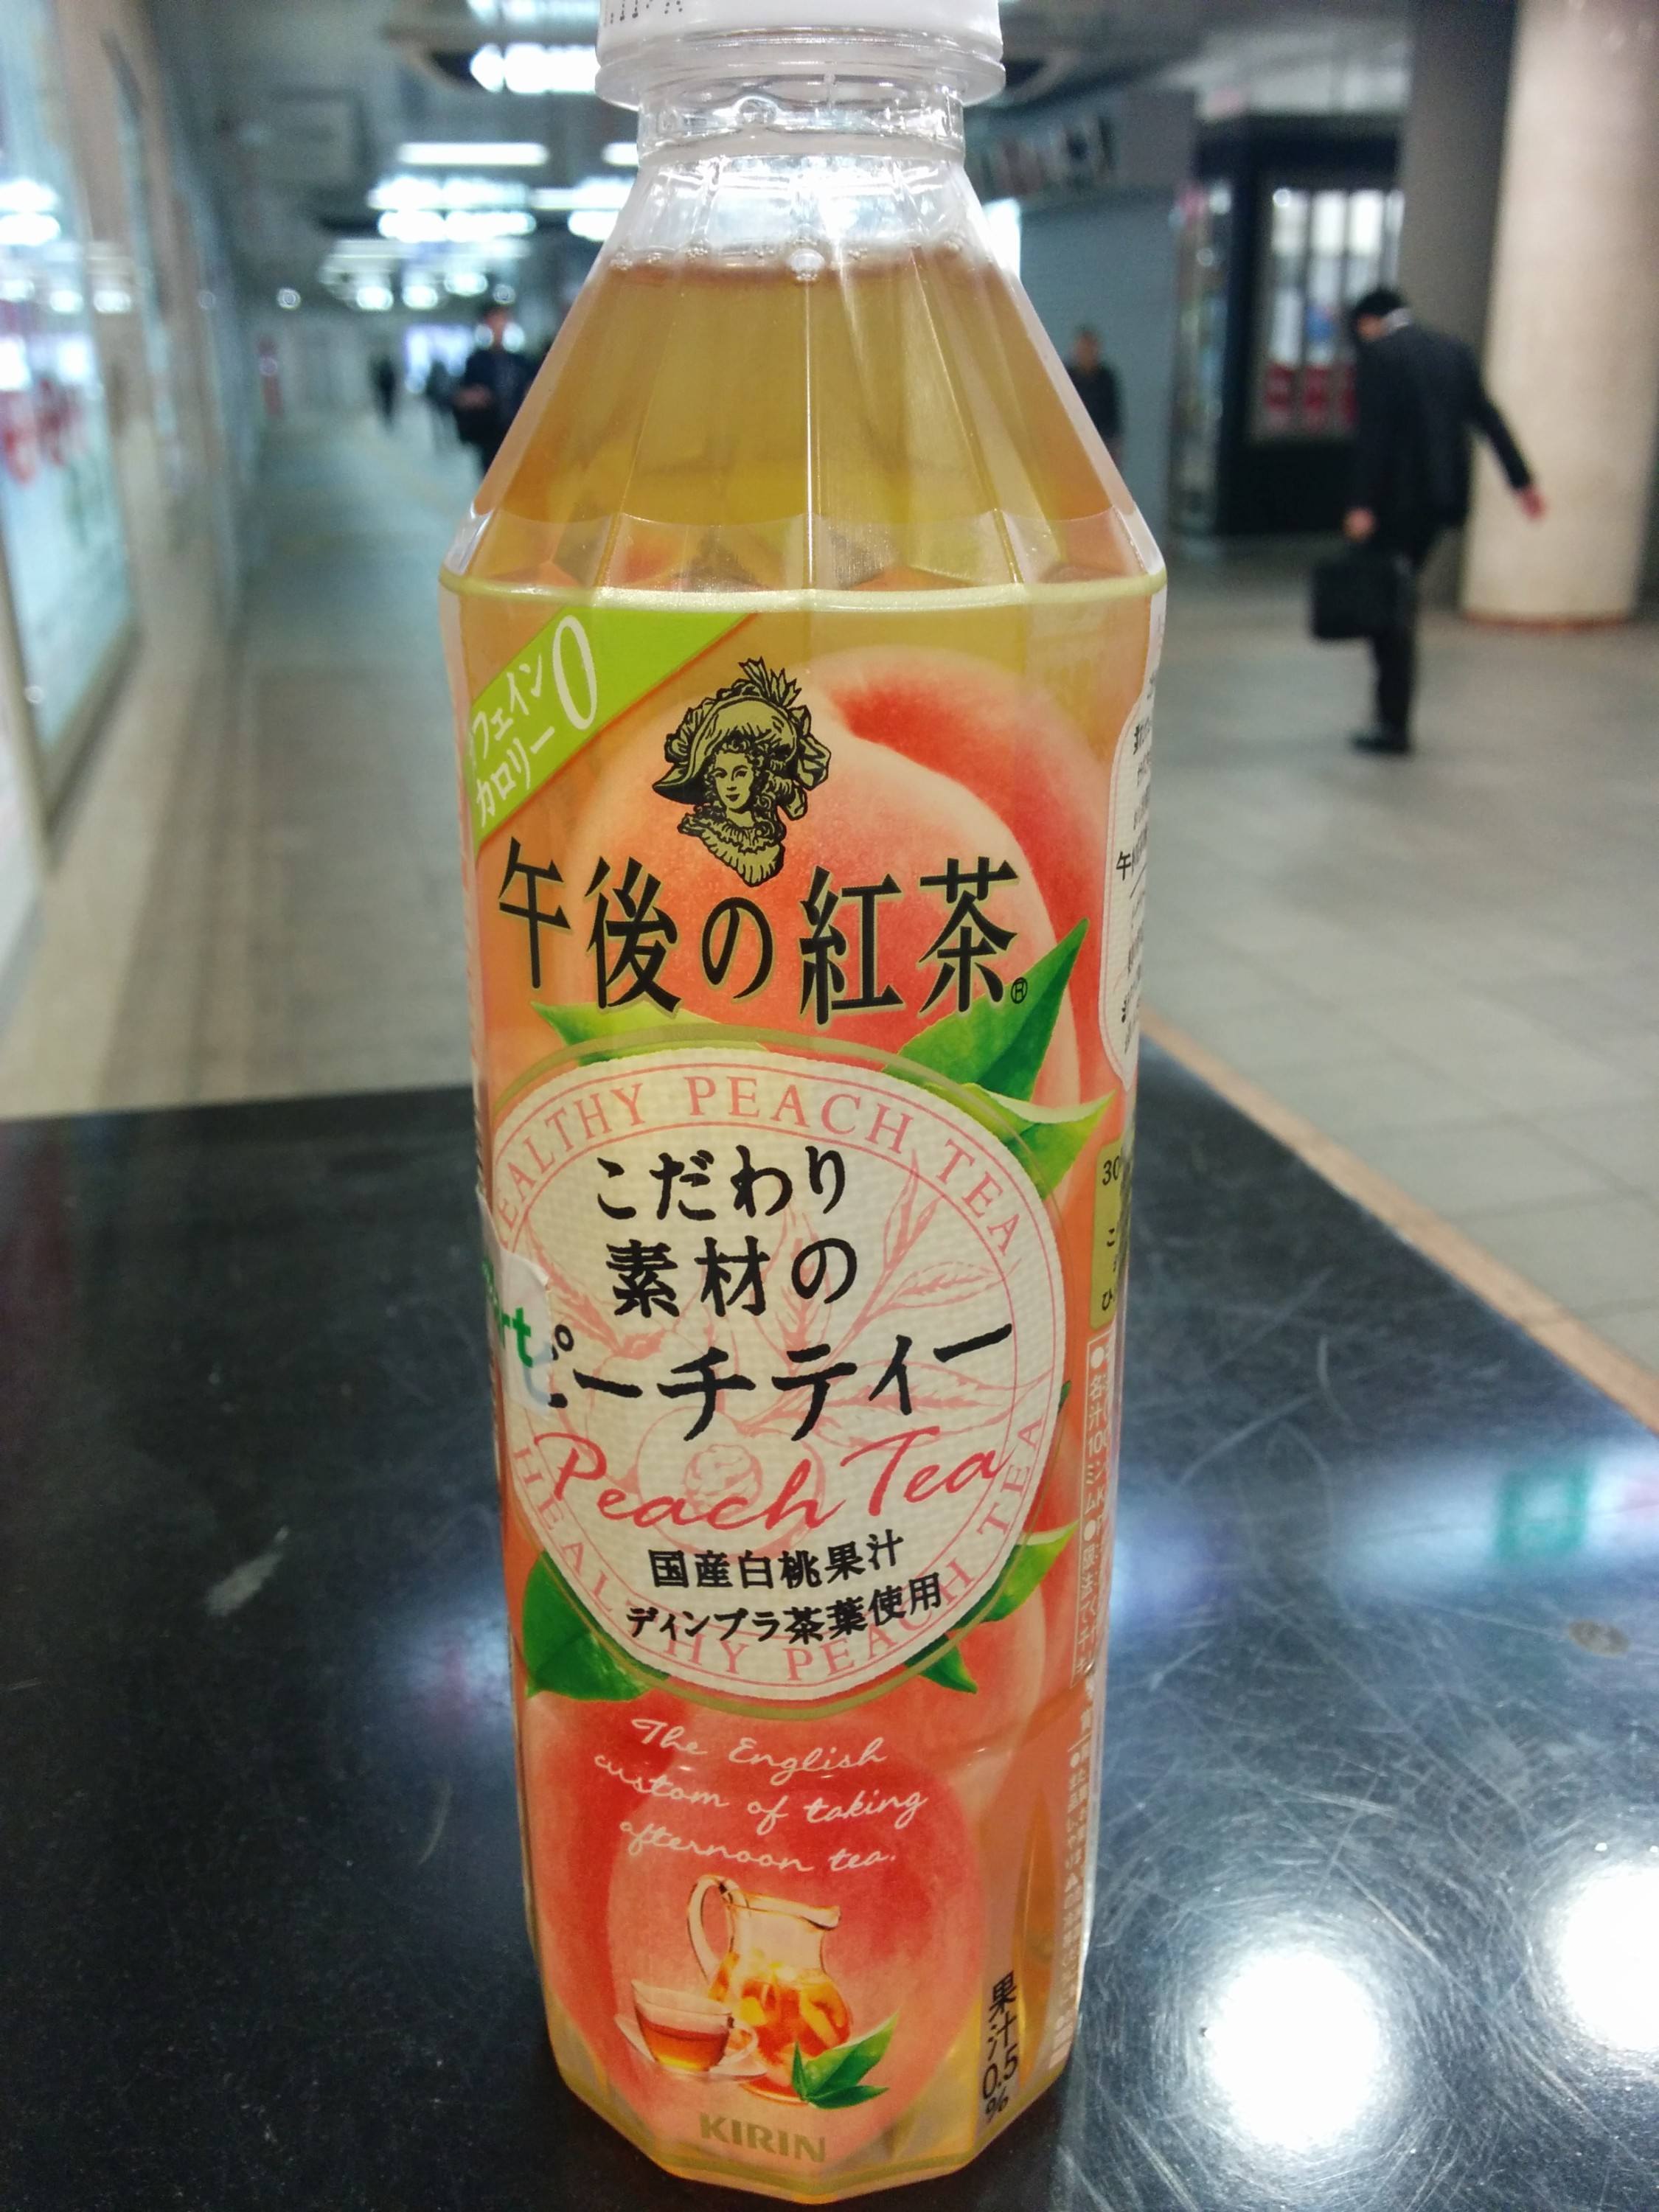 フェイン
カロリー
0
午後の紅茶®
HEALTHY PEACH TEA
こだわり
素材の
ピーチティー
Peach Tea
国産白桃果汁
ディンブラ茶葉使用
HEALTHY PEACH TEA
The English
custom of taking
afternoon tea.
果汁0.5%
KIRIN